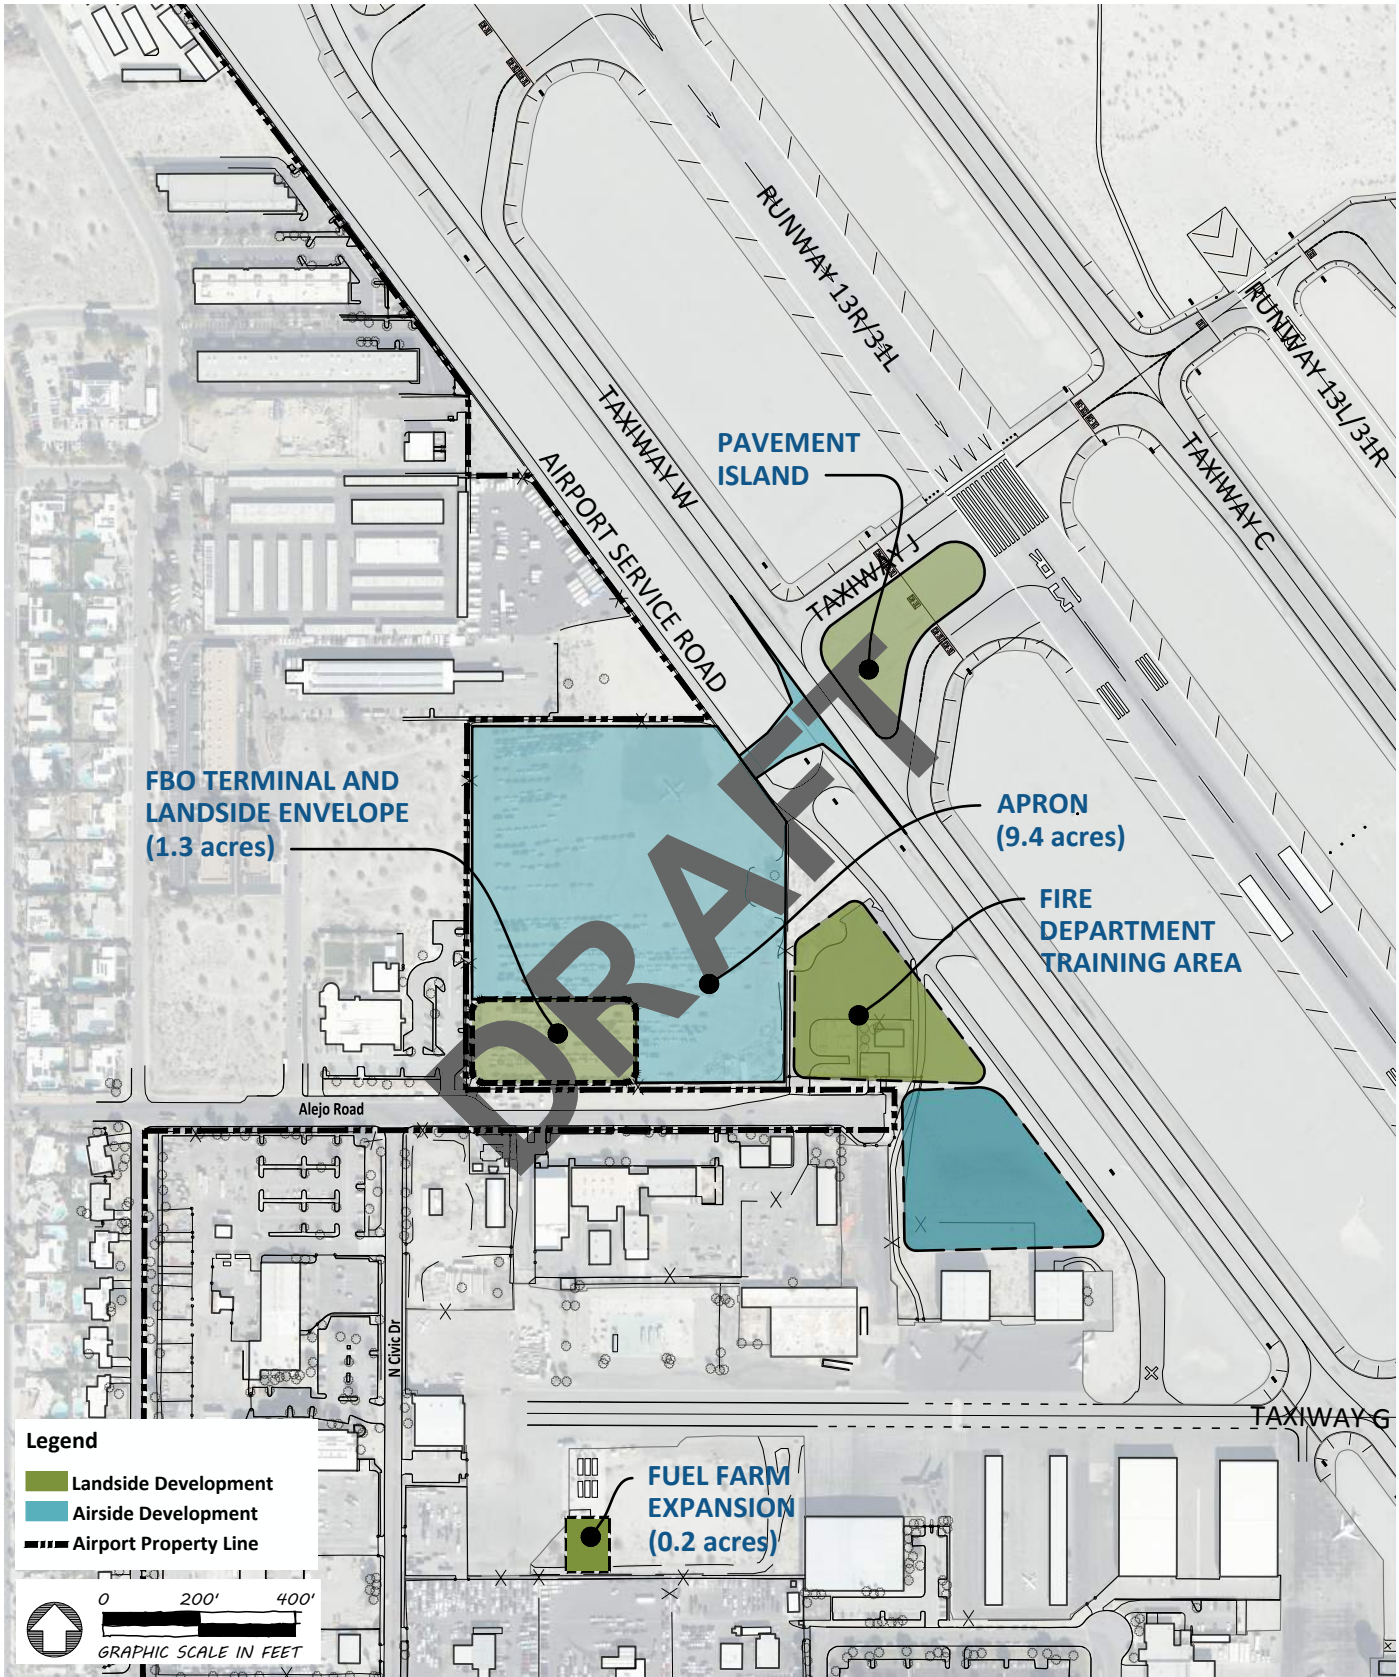 RUNWAY 13R/31L
RUNWAY 13L/31R
TAXIWAY W
TAXIWAY C
PAVEMENT
ISLAND
AIRPORT SERVICE ROAD
TAXIWAY J
FBO TERMINAL AND
LANDSIDE ENVELOPE
(1.3 acres)
APRON
(9.4 acres)
FIRE
DEPARTMENT
TRAINING AREA
DRAFT
Alejo Road
N Civic Dr
TAXIWAY G
FUEL FARM
EXPANSION
(0.2 acres)
Legend
Landside Development
Airside Development
Airport Property Line
0 200' 400'
GRAPHIC SCALE IN FEET